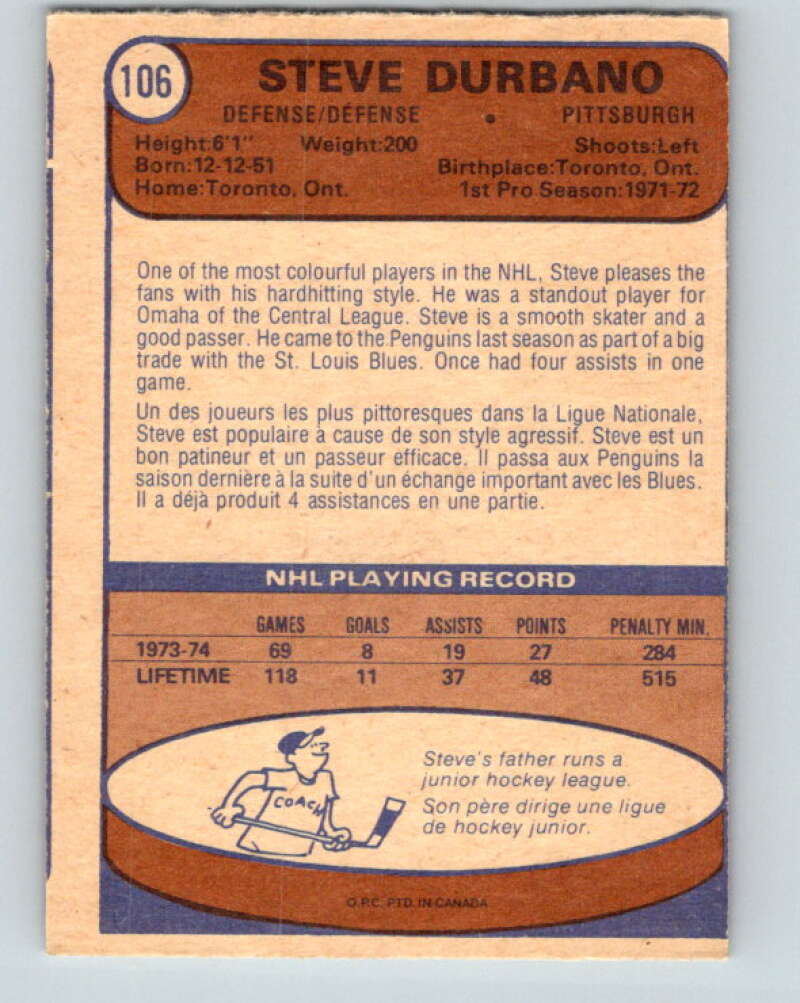 106
STEVE DURBANO
DEFENSE/DÉFENSE • PITTSBURGH
Height:6'1" Weight:200 Shoots:Left
Born:12-12-51 Birthplace:Toronto, Ont.
Home:Toronto, Ont. 1st Pro Season:1971-72
One of the most colourful players in the NHL, Steve pleases the
fans with his hardhitting style. He was a standout player for
Omaha of the Central League. Steve is a smooth skater and a
good passer. He came to the Penguins last season as part of a big
trade with the St. Louis Blues. Once had four assists in one
game.
Un des joueurs les plus pittoresques dans la Ligue Nationale,
Steve est populaire à cause de son style agressif. Steve est un
bon patineur et un passeur efficace. Il passa aux Penguins la
saison dernière à la suite d'un échange important avec les Blues.
Il a déjà produit 4 assistances en une partie.
NHL PLAYING RECORD
GAMES GOALS ASSISTS POINTS PENALTY MIN.
1973-74 69 8 19 27 284
LIFETIME 118 11 37 48 515
Steve's father runs a
junior hockey league.
Son père dirige une ligue
de hockey junior.
COACH
O.P.C. PTD. IN CANADA